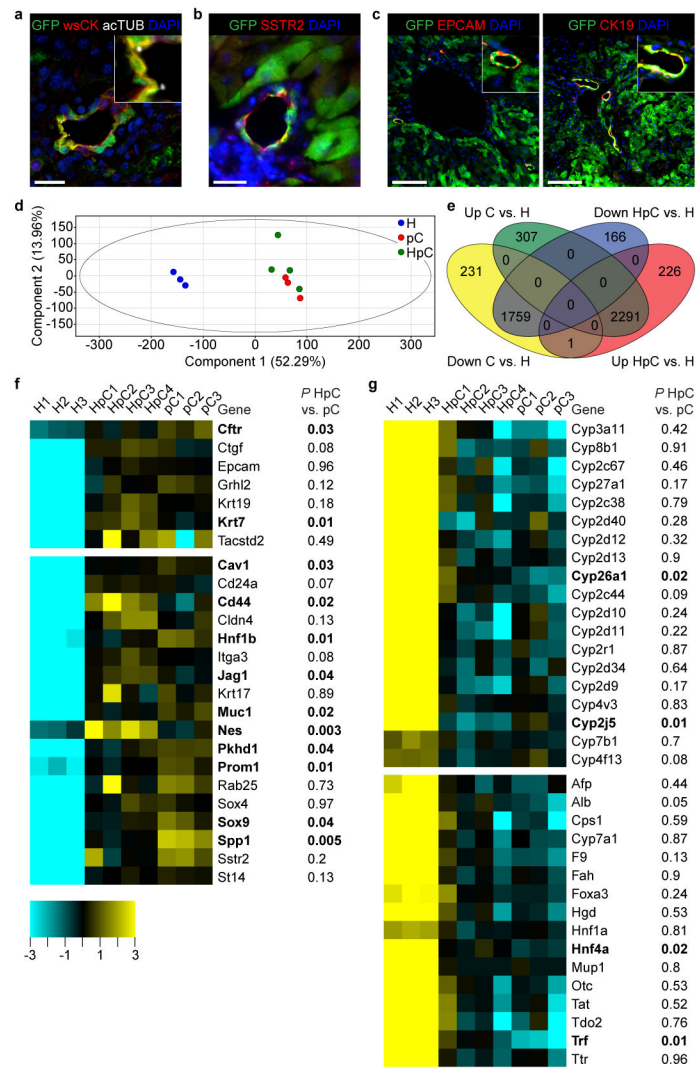 a
GFP wsCK acTUB DAPI
b
GFP SSTR2 DAPI
c
GFP EPCAM DAPI
GFP CK19 DAPI
d
Component 2 (13.96%)
150
100
50
0
-50
-100
-150
-300
-200
-100
0
100
200
300
Component 1 (52.29%)
H
pC
HpC
e
Up C vs. H
Down HpC vs. H
307
166
231
0
0
0
226
0
0
0
1759
2291
0
0
1
Down C vs. H
Up HpC vs. H
f
H1
H2
H3
HpC1
HpC2
HpC3
HpC4
pC1
pC2
pC3
Gene
P HpC
vs. pC
Cftr 0.03
Ctgf 0.08
Epcam 0.96
Grhl2 0.12
Krt19 0.18
Krt7 0.01
Tacstd2 0.49
Cav1 0.03
Cd24a 0.07
Cd44 0.02
Cldn4 0.13
Hnf1b 0.01
Itga3 0.08
Jag1 0.04
Krt17 0.89
Muc1 0.02
Nes 0.003
Pkhd1 0.04
Prom1 0.01
Rab25 0.73
Sox4 0.97
Sox9 0.04
Spp1 0.005
Sstr2 0.2
St14 0.13
-3 -1 1 3
g
H1
H2
H3
HpC1
HpC2
HpC3
HpC4
pC1
pC2
pC3
Gene
P HpC
vs. pC
Cyp3a11 0.42
Cyp8b1 0.91
Cyp2c67 0.46
Cyp27a1 0.17
Cyp2c38 0.79
Cyp2d40 0.28
Cyp2d12 0.32
Cyp2d13 0.9
Cyp26a1 0.02
Cyp2c44 0.09
Cyp2d10 0.24
Cyp2d11 0.22
Cyp2r1 0.87
Cyp2d34 0.64
Cyp2d9 0.17
Cyp4v3 0.83
Cyp2j5 0.01
Cyp7b1 0.7
Cyp4f13 0.08
Afp 0.44
Alb 0.05
Cps1 0.59
Cyp7a1 0.87
F9 0.13
Fah 0.9
Foxa3 0.24
Hgd 0.53
Hnf1a 0.81
Hnf4a 0.02
Mup1 0.8
Otc 0.53
Tat 0.52
Tdo2 0.76
Trf 0.01
Ttr 0.96